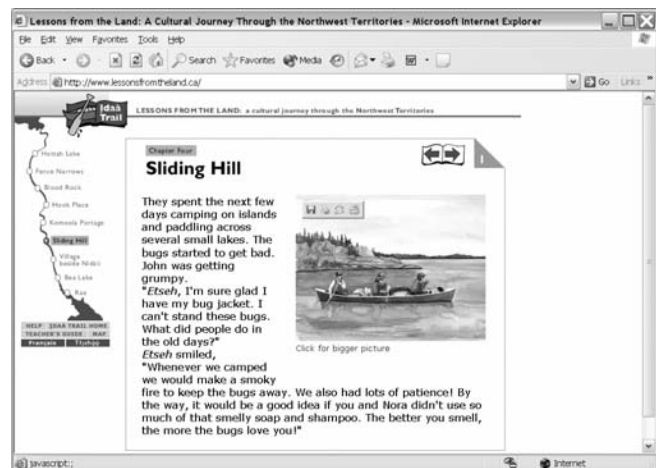 Lessons from the Land: A Cultural Journey Through the Northwest Territories - Microsoft Internet Explorer
File Edit View Favorites Tools Help
Back Search Favorites Media
Address http://www.lessonsfromtheland.ca/ Go Links »
Idaà
Trail
LESSONS FROM THE LAND: a cultural journey through the Northwest Territories
Hottah Lake
Fence Narrows
Blood Rock
Hook Place
Komoola Portage
Sliding Hill
Village
beside Nidzii
Bea Lake
Rae
HELP IDAÀ TRAIL HOME
TEACHER'S GUIDE MAP
Français
Chapter Four
Sliding Hill
1
They spent the next few
days camping on islands
and paddling across
several small lakes. The
bugs started to get bad.
John was getting
grumpy.
"Etseh, I'm sure glad I
have my bug jacket. I
can't stand these bugs.
What did people do in
the old days?"
Etseh smiled,
"Whenever we camped
we would make a smoky
fire to keep the bugs away. We also had lots of patience! By
the way, it would be a good idea if you and Nora didn't use so
much of that smelly soap and shampoo. The better you smell,
the more the bugs love you!"
Click for bigger picture
javascript:; Internet